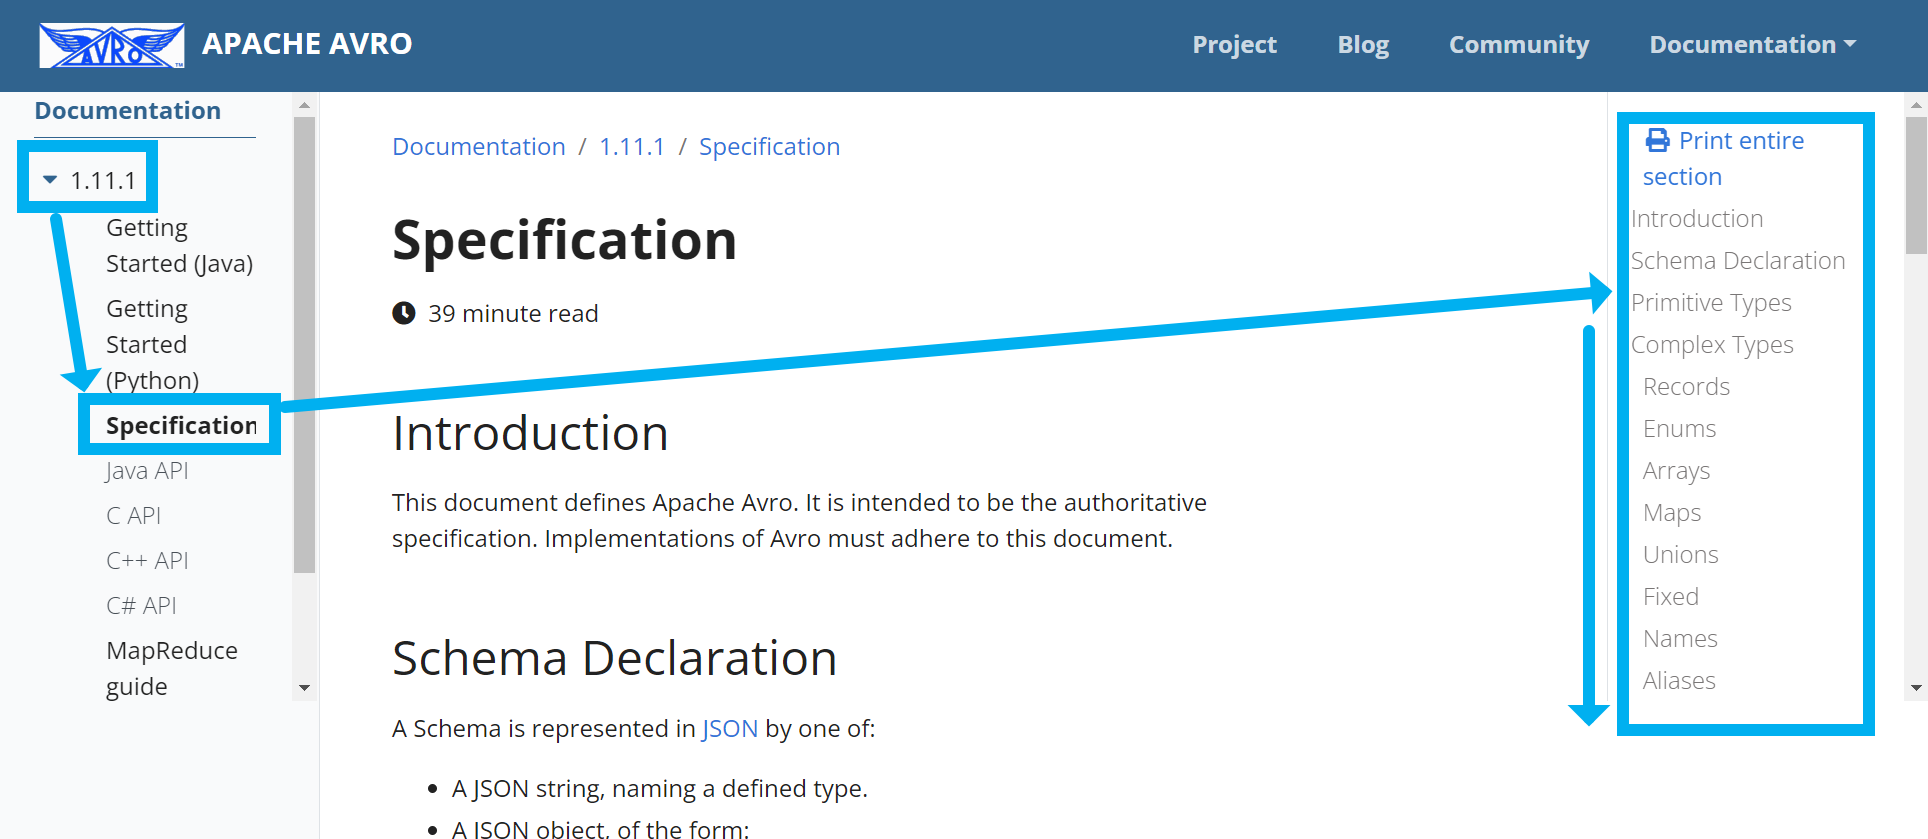 AVRO TM
APACHE AVRO
Project
Blog
Community
Documentation
Documentation
1.11.1
Getting
Started (Java)
Getting
Started
(Python)
Specification
Java API
C API
C++ API
C# API
MapReduce
guide
Documentation / 1.11.1 / Specification
Specification
39 minute read
Introduction
This document defines Apache Avro. It is intended to be the authoritative
specification. Implementations of Avro must adhere to this document.
Schema Declaration
A Schema is represented in JSON by one of:
• A JSON string, naming a defined type.
• A JSON object, of the form:
Print entire
section
Introduction
Schema Declaration
Primitive Types
Complex Types
Records
Enums
Arrays
Maps
Unions
Fixed
Names
Aliases